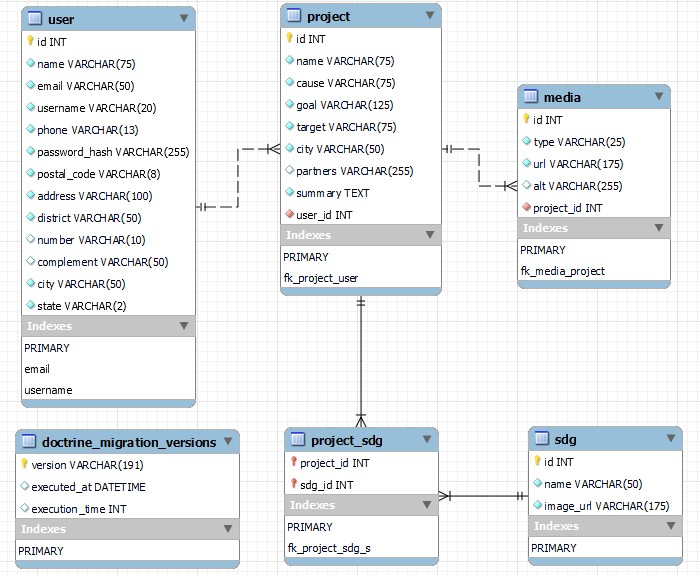 user
id INT
name VARCHAR(75)
email VARCHAR(50)
username VARCHAR(20)
phone VARCHAR(13)
password_hash VARCHAR(255)
postal_code VARCHAR(8)
address VARCHAR(100)
district VARCHAR(50)
number VARCHAR(10)
complement VARCHAR(50)
city VARCHAR(50)
state VARCHAR(2)
Indexes
PRIMARY
email
username
project
id INT
name VARCHAR(75)
cause VARCHAR(75)
goal VARCHAR(125)
target VARCHAR(75)
city VARCHAR(50)
partners VARCHAR(255)
summary TEXT
user_id INT
Indexes
PRIMARY
fk_project_user
media
id INT
type VARCHAR(25)
url VARCHAR(175)
alt VARCHAR(255)
project_id INT
Indexes
PRIMARY
fk_media_project
doctrine_migration_versions
version VARCHAR(191)
executed_at DATETIME
execution_time INT
Indexes
PRIMARY
project_sdg
project_id INT
sdg_id INT
Indexes
PRIMARY
fk_project_sdg_s
sdg
id INT
name VARCHAR(50)
image_url VARCHAR(175)
Indexes
PRIMARY